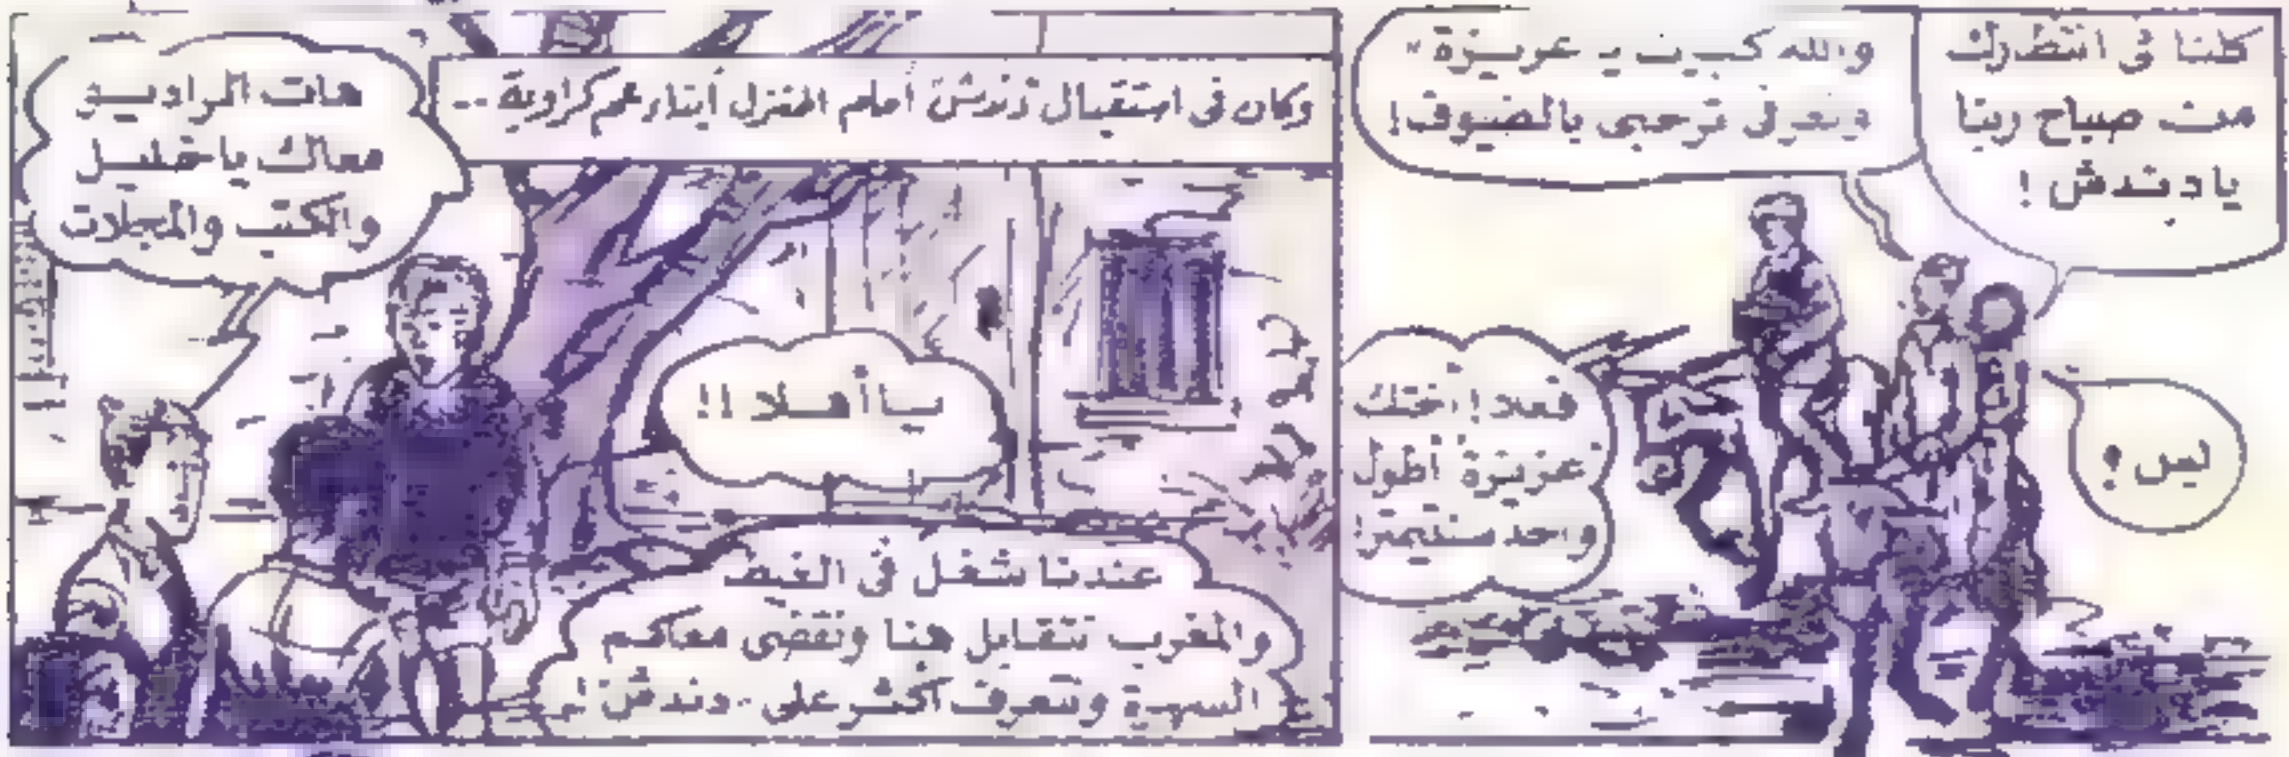 كلنا فى انتظارك
من صباح ربنا
يا دندش !
والله كبرت يا عزيزة
وتعرفى ترحبى بالضيوف !
بس !
فعلا ! اختك
عزيزة أطول
واحد سنتيمتر !
وكان فى استقبال دندش أمام المنزل أبناء عم كراوية --
هات الراديو
معاك يا خليل
والكتب والمجلات
يا أهلا !!
عندنا شغل فى الغيط
والمغرب نتقابل هنا ونقضى معاكم
السهرة ونتعرف أكثر على - دندش !